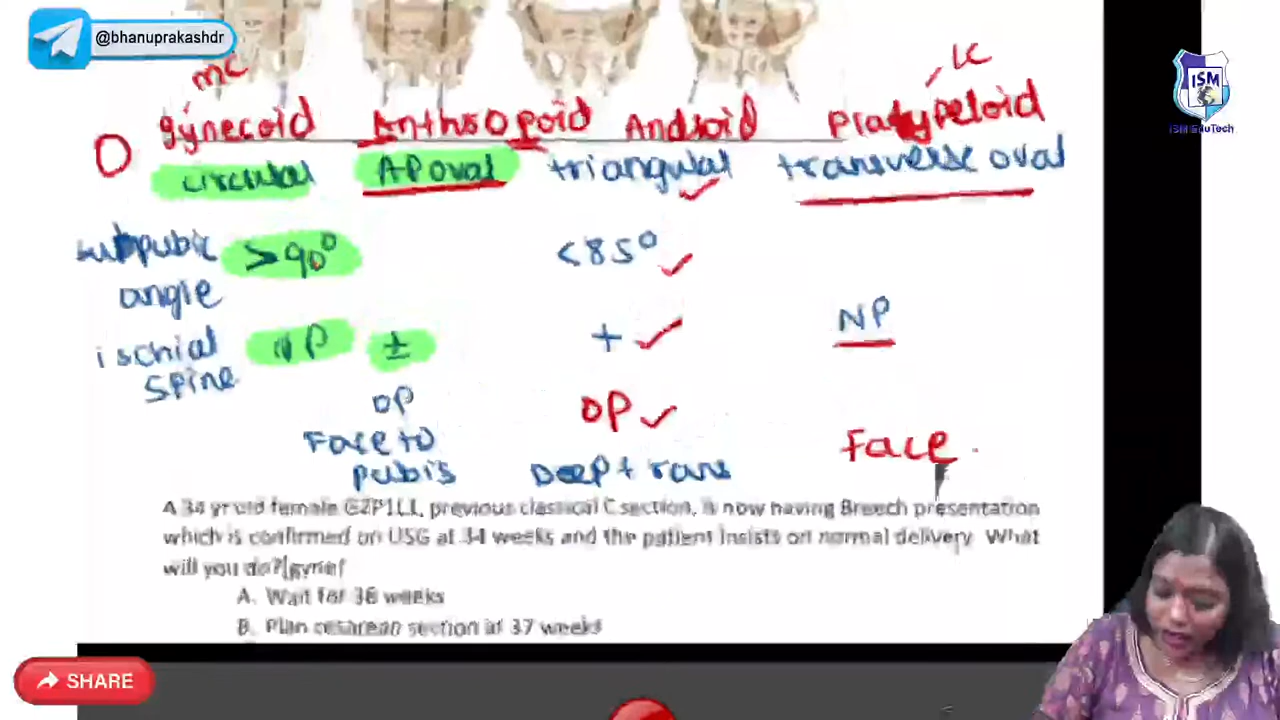 @bhanuprakashdr
ISM
ISM EduTech
mc
LC
gynecoid Anthropoid Android Platypeloid
circular AP oval triangular transverse oval
subpubic angle >90° <85°
ischial spine NP ± + NP
OP Face to pubis
OP Deep trans
Face
A 34 yr old female G2P1L1, previous classical C section, is now having Breech presentation
which is confirmed on USG at 34 weeks and the patient insists on normal delivery. What
will you do?
A. Wait for 36 weeks
B. Plan cesarean section at 37 weeks
SHARE